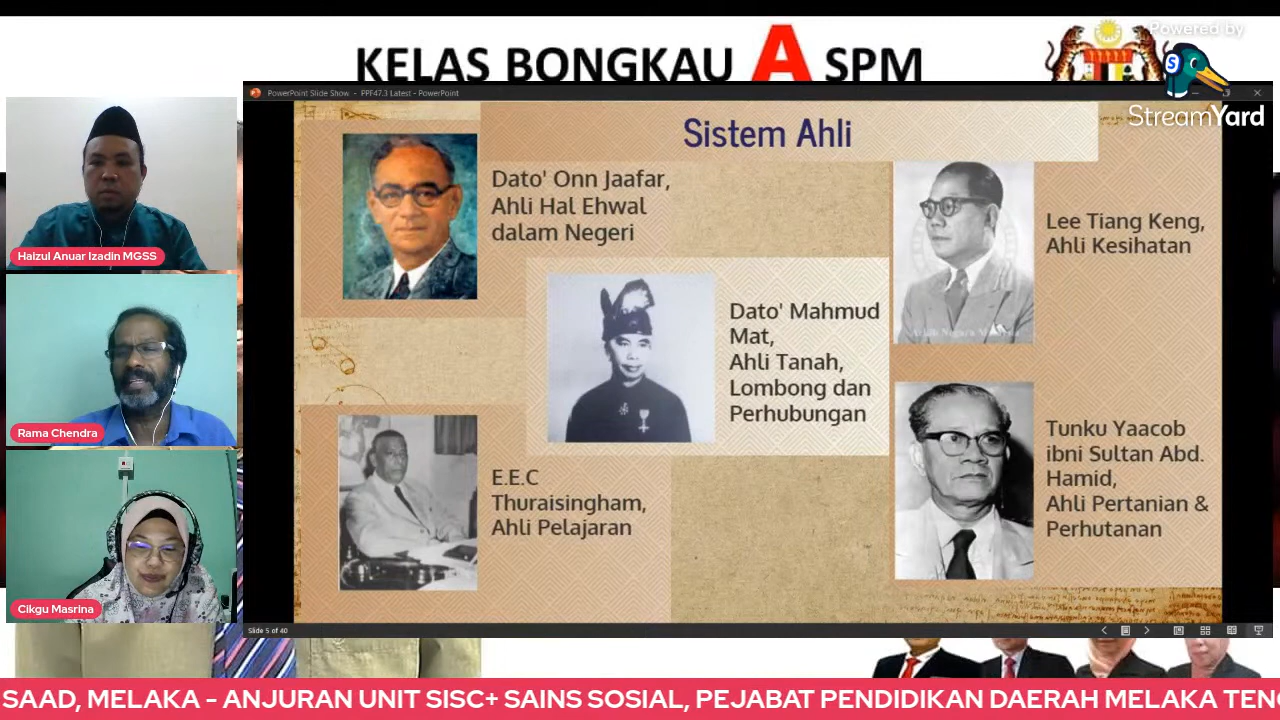 KELAS BONGKAU A SPM
Powered by
StreamYard
PowerPoint Slide Show - PPF47.3 Latest - PowerPoint
Sistem Ahli
Dato' Onn Jaafar,
Ahli Hal Ehwal
dalam Negeri
Lee Tiang Keng,
Ahli Kesihatan
Dato' Mahmud
Mat,
Ahli Tanah,
Lombong dan
Perhubungan
E.E.C
Thuraisingham,
Ahli Pelajaran
Tunku Yaacob
ibni Sultan Abd.
Hamid,
Ahli Pertanian &
Perhutanan
Haizul Anuar Izadin MGSS
Rama Chendra
Cikgu Masrina
Slide 5 of 40
SAAD, MELAKA - ANJURAN UNIT SISC+ SAINS SOSIAL, PEJABAT PENDIDIKAN DAERAH MELAKA TENG